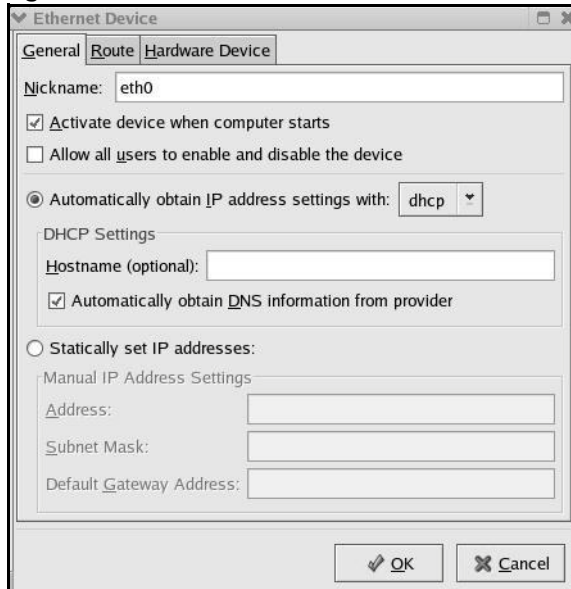 Ethernet Device
General Route Hardware Device
Nickname: eth0
Activate device when computer starts
Allow all users to enable and disable the device
Automatically obtain IP address settings with: dhcp
DHCP Settings
Hostname (optional):
Automatically obtain DNS information from provider
Statically set IP addresses:
Manual IP Address Settings
Address:
Subnet Mask:
Default Gateway Address:
OK Cancel